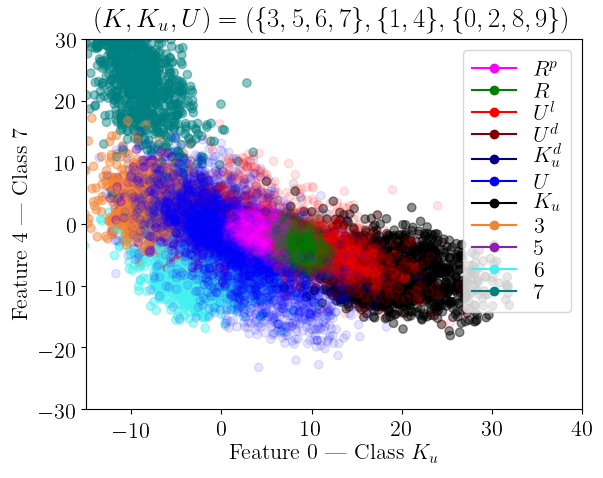 (K, K_u, U) = ({3, 5, 6, 7}, {1, 4}, {0, 2, 8, 9})
Feature 4 — Class 7
30
20
10
0
−10
−20
−30
−10
0
10
20
30
40
Feature 0 — Class K_u
R^p
R
U^l
U^d
K_u^d
U
K_u
3
5
6
7